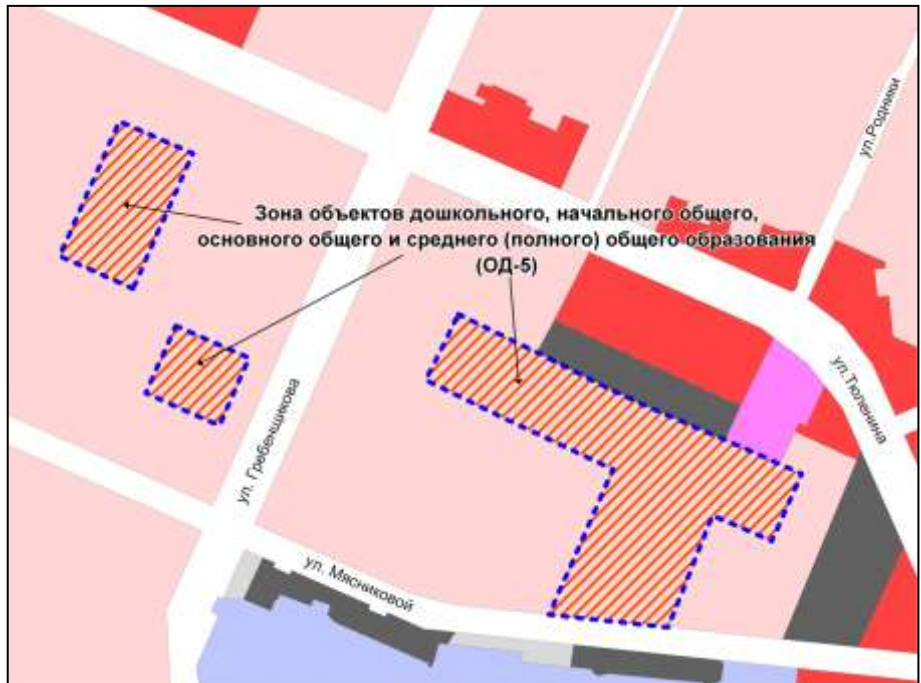 ул.Родники
Зона объектов дошкольного, начального общего,
основного общего и среднего (полного) общего образования
(ОД-5)
ул.Тюленина
ул. Гребенщикова
ул. Мясниковой